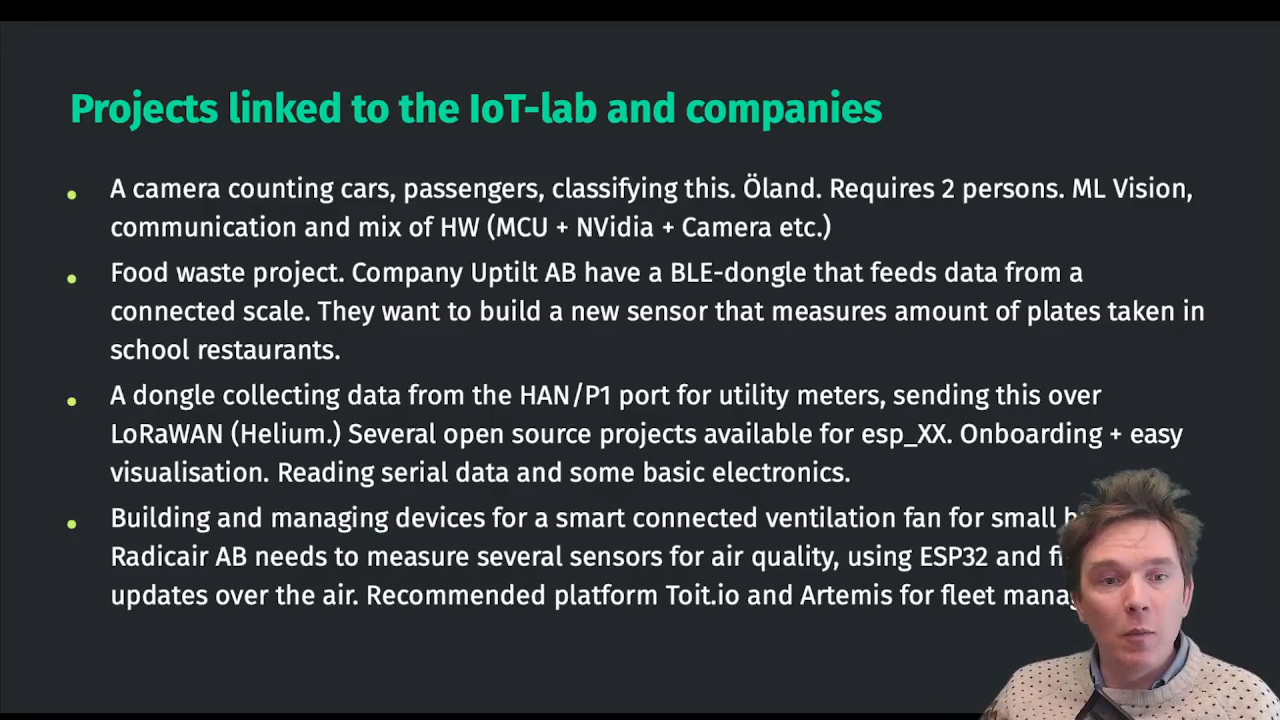 Projects linked to the IoT-lab and companies
A camera counting cars, passengers, classifying this. Öland. Requires 2 persons. ML Vision,
communication and mix of HW (MCU + NVidia + Camera etc.)
Food waste project. Company Uptilt AB have a BLE-dongle that feeds data from a
connected scale. They want to build a new sensor that measures amount of plates taken in
school restaurants.
A dongle collecting data from the HAN/P1 port for utility meters, sending this over
LoRaWAN (Helium.) Several open source projects available for esp_XX. Onboarding + easy
visualisation. Reading serial data and some basic electronics.
Building and managing devices for a smart connected ventilation fan for small
Radicair AB needs to measure several sensors for air quality, using ESP32 and
updates over the air. Recommended platform Toit.io and Artemis for fleet